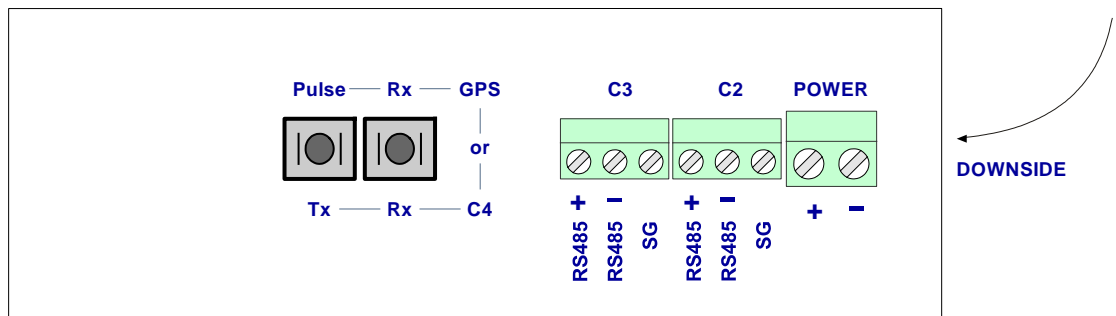 Pulse Rx GPS C3 C2 POWER
or
DOWNSIDE
Tx Rx C4
+ − + − + −
RS485 RS485 SG RS485 RS485 SG